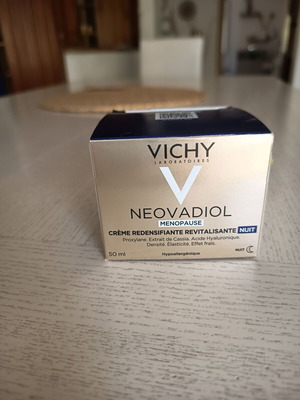 VICHY
LABORATOIRES
NEOVADIOL
MENOPAUSE
CRÈME REDENSIFIANTE REVITALISANTE NUIT
Proxylane, Extrait de Cassia, Acide Hyaluronique.
Densité, Élasticité, Effet frais.
50 ml
Hypoallergénique
NUIT